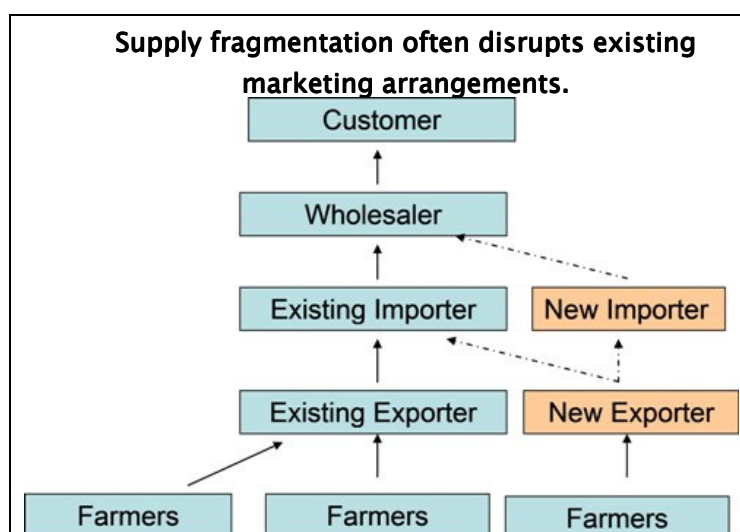 Supply fragmentation often disrupts existing
marketing arrangements.
Customer
Wholesaler
Existing Importer
New Importer
Existing Exporter
New Exporter
Farmers
Farmers
Farmers